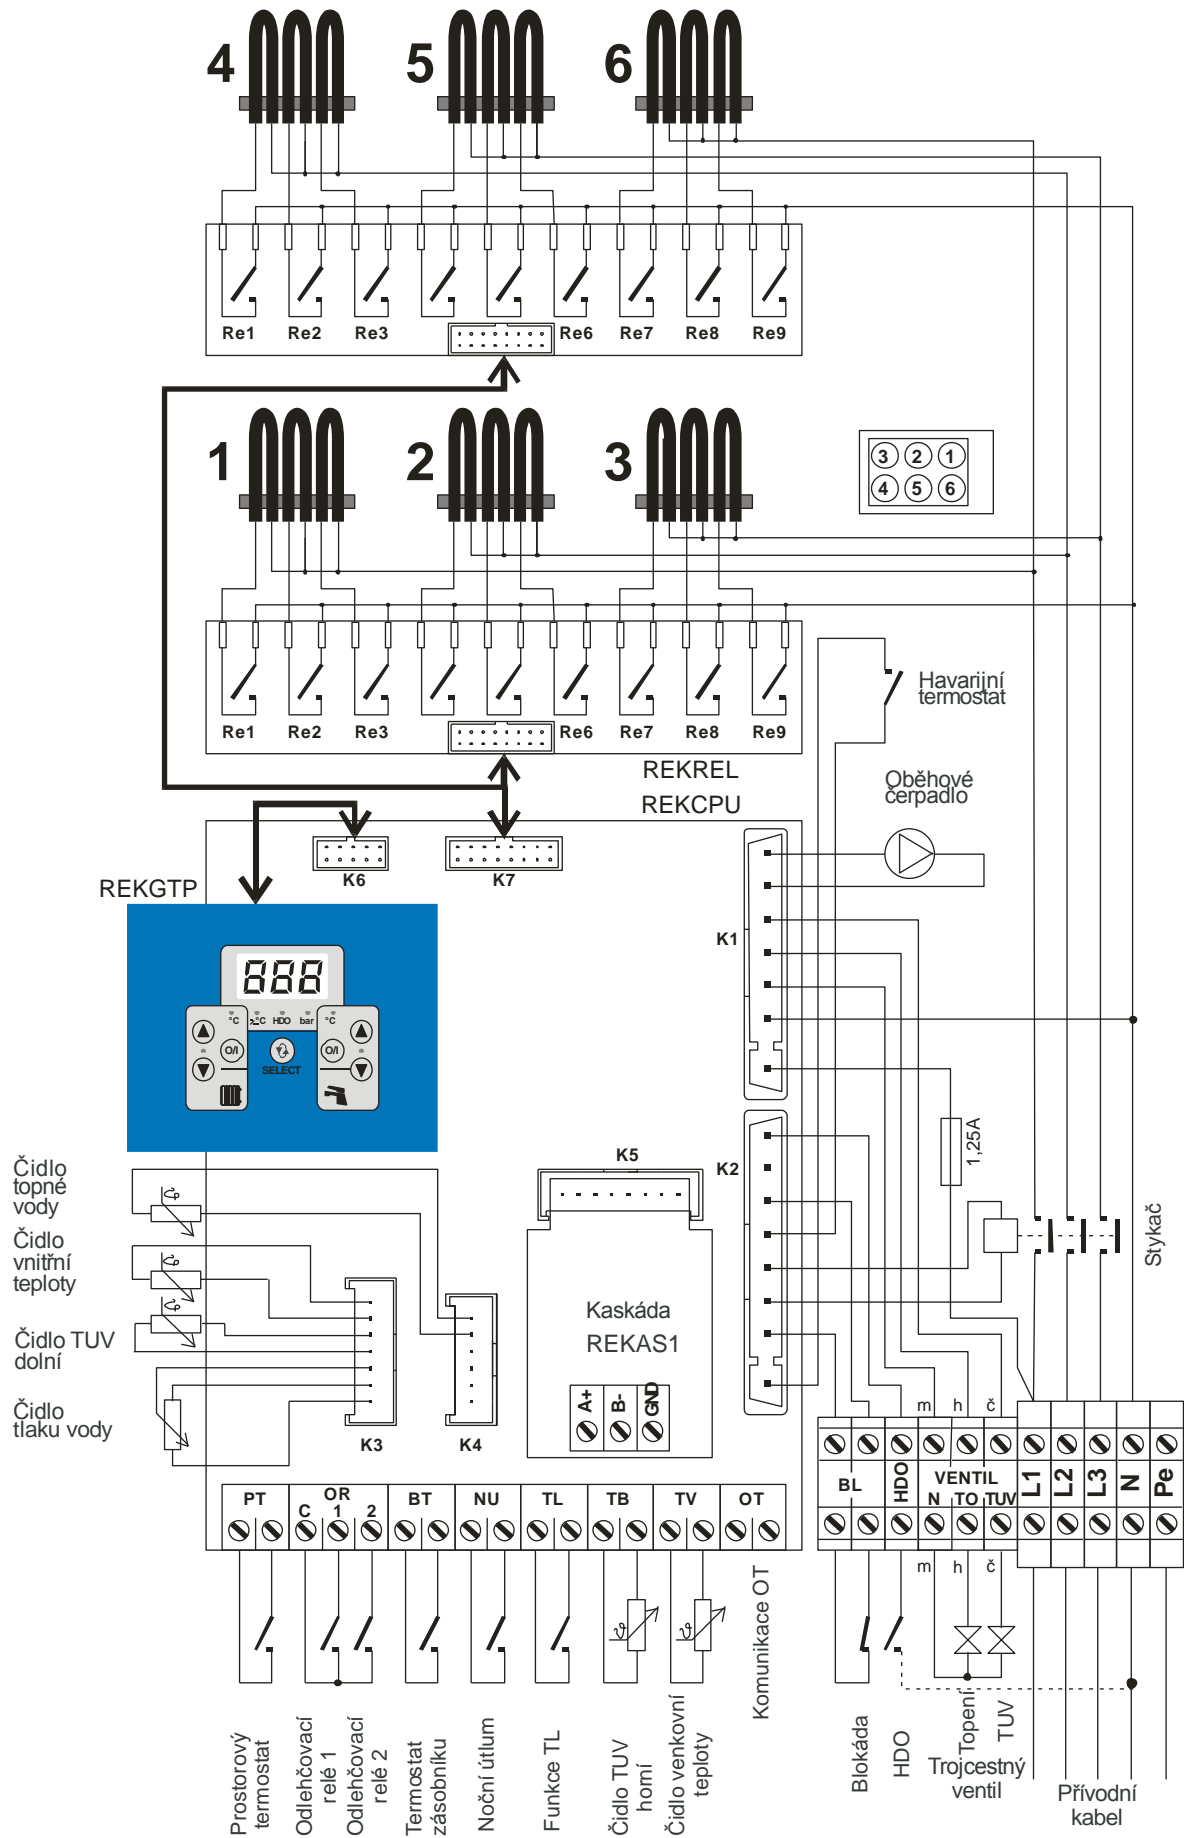 4 5 6
Re1 Re2 Re3 Re6 Re7 Re8 Re9
1 2 3
3 2 1
4 5 6
Re1 Re2 Re3 Re6 Re7 Re8 Re9
Havarijní
termostat
REKREL
REKCPU
Oběhové
čerpadlo
K6 K7
REKGTP
K1
888
°C °C HDO bar °C
O/I O/I
SELECT
1,25A
Čidlo
topné
vody
K5
K2
Čidlo
vnitřní
teploty
Stykač
Kaskáda
REKAS1
Čidlo TUV
dolní
A+ B- GND
Čidlo
tlaku vody
K3 K4
m h č
PT OR BT NU TL TB TV OT
C 1 2
BL HDO VENTIL L1 L2 L3 N Pe
N TO TUV
m h č
Prostorový
termostat
Odlehčovací
relé 1
Odlehčovací
relé 2
Termostat
zásobníku
Noční útlum
Funkce TL
Čidlo TUV
horní
Čidlo venkovní
teploty
Komunikace OT
Blokáda
HDO
Topení
TUV
Trojcestný
ventil
Přívodní
kabel